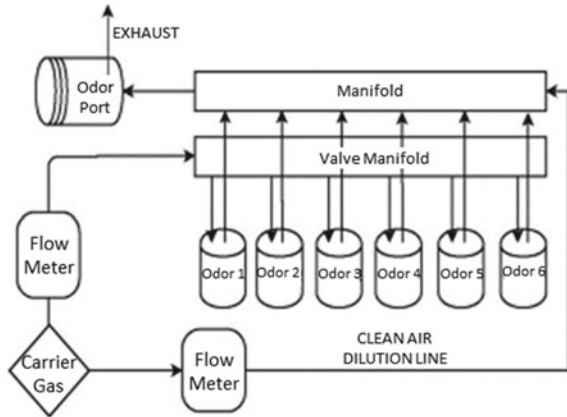 EXHAUST
Odor
Port
Manifold
Valve Manifold
Flow
Meter
Odor 1
Odor 2
Odor 3
Odor 4
Odor 5
Odor 6
Carrier
Gas
Flow
Meter
CLEAN AIR
DILUTION LINE